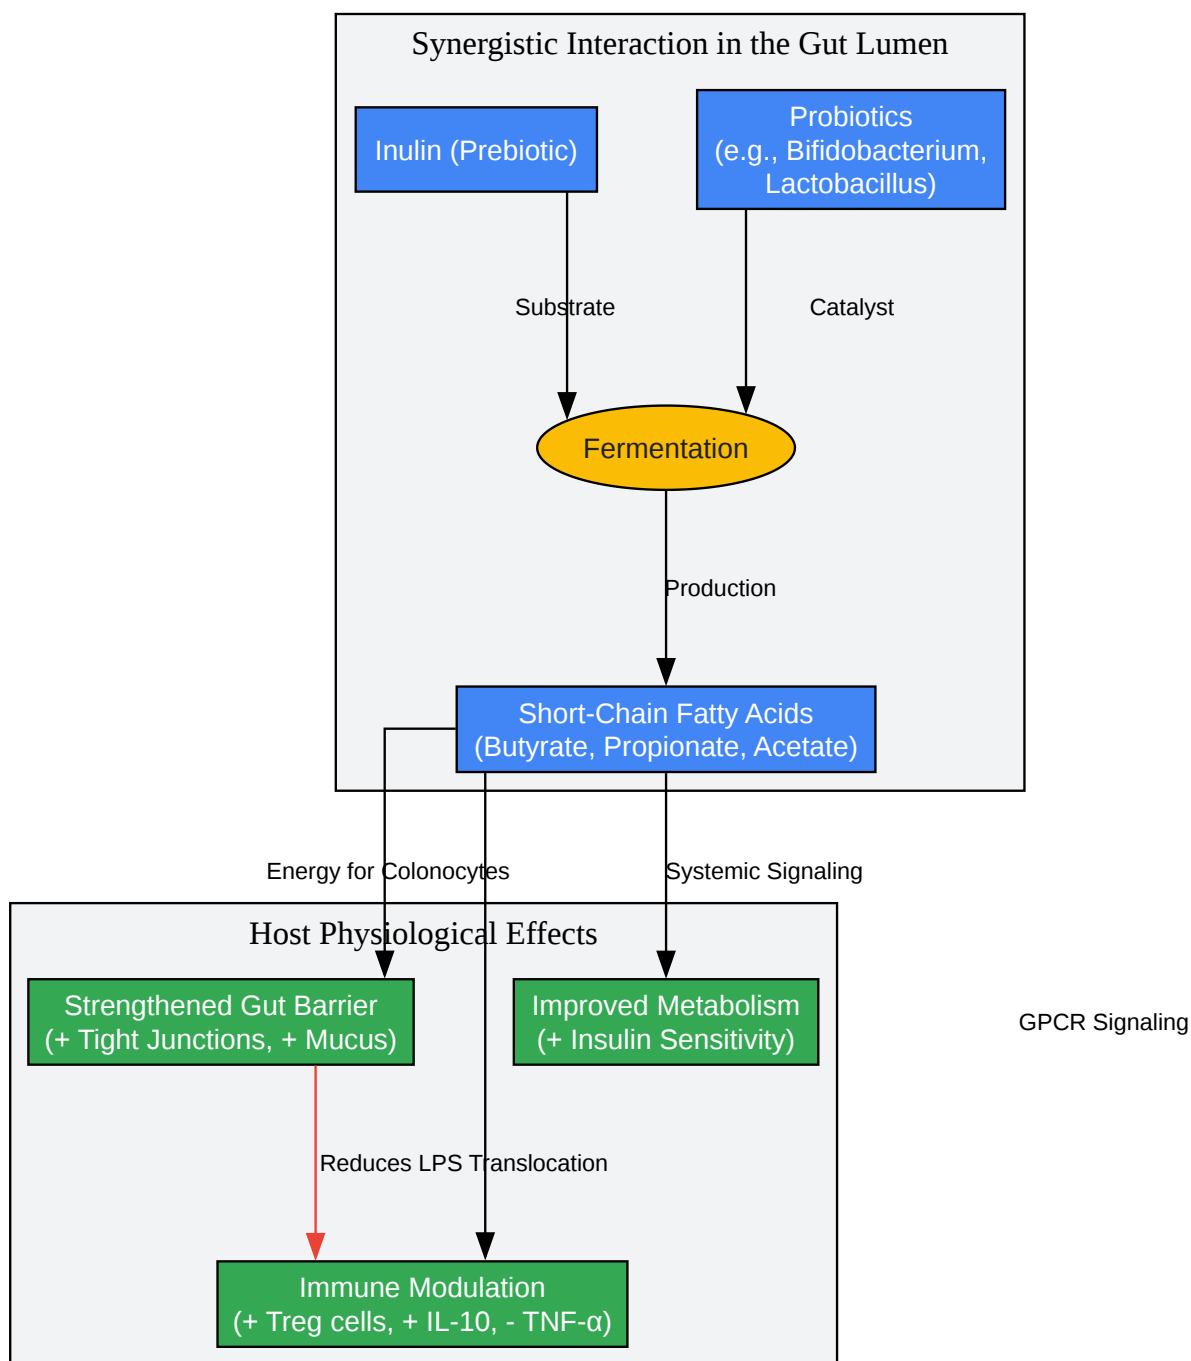 Synergistic Interaction in the Gut Lumen
Inulin (Prebiotic)
Probiotics
(e.g., Bifidobacterium,
Lactobacillus)
Substrate
Catalyst
Fermentation
Production
Short-Chain Fatty Acids
(Butyrate, Propionate, Acetate)
Energy for Colonocytes
Systemic Signaling
Host Physiological Effects
Strengthened Gut Barrier
(+ Tight Junctions, + Mucus)
Improved Metabolism
(+ Insulin Sensitivity)
GPCR Signaling
Reduces LPS Translocation
Immune Modulation
(+ Treg cells, + IL-10, - TNF-α)